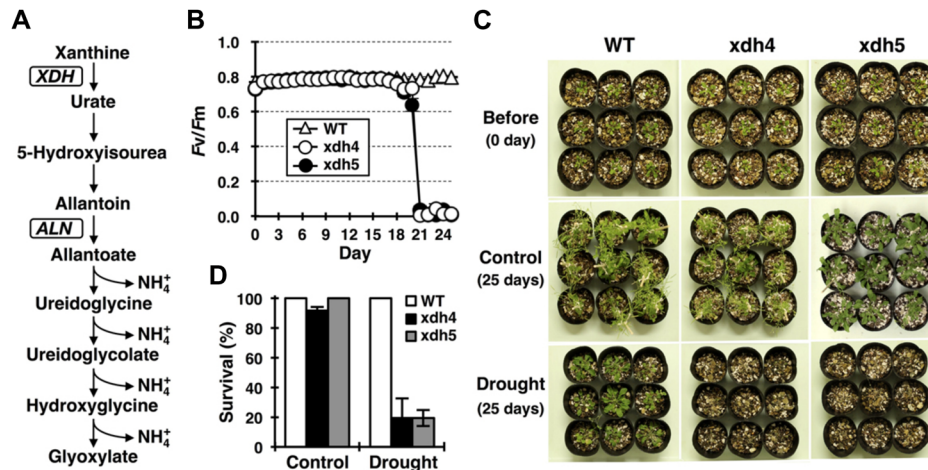 A
Xanthine
XDH
Urate
5-Hydroxyisourea
Allantoin
ALN
Allantoate
NH4+
Ureidoglycine
NH4+
Ureidoglycolate
NH4+
Hydroxyglycine
NH4+
Glyoxylate
B
Fv/Fm
1.0
0.8
0.6
0.4
0.2
0.0
WT
xdh4
xdh5
0 3 6 9 12 15 18 21 24
Day
D
Survival (%)
100
80
60
40
20
0
WT
xdh4
xdh5
Control Drought
C
WT xdh4 xdh5
Before
(0 day)
Control
(25 days)
Drought
(25 days)